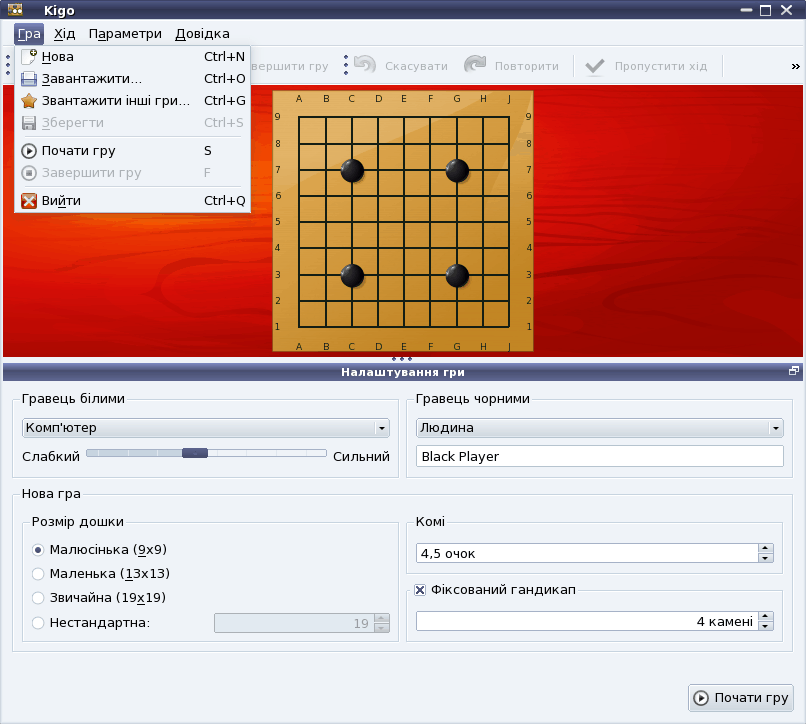 Kigo
Гра Хід Параметри Довідка
Нова Ctrl+N
Завантажити... Ctrl+O
Звантажити інші гри... Ctrl+G
Зберегти Ctrl+S
Почати гру S
Завершити гру F
Вийти Ctrl+Q
вершити гру Скасувати Повторити Пропустити хід »
A B C D E F G H J
9 9
8 8
7 7
6 6
5 5
4 4
3 3
2 2
1 1
A B C D E F G H J
Налаштування гри
Гравець білими
Комп'ютер
Слабкий Сильний
Гравець чорними
Людина
Black Player
Нова гра
Розмір дошки
Малюсінька (9x9)
Маленька (13x13)
Звичайна (19x19)
Нестандартна: 19
Комі
4,5 очок
Фіксований гандикап
4 камені
Почати гру